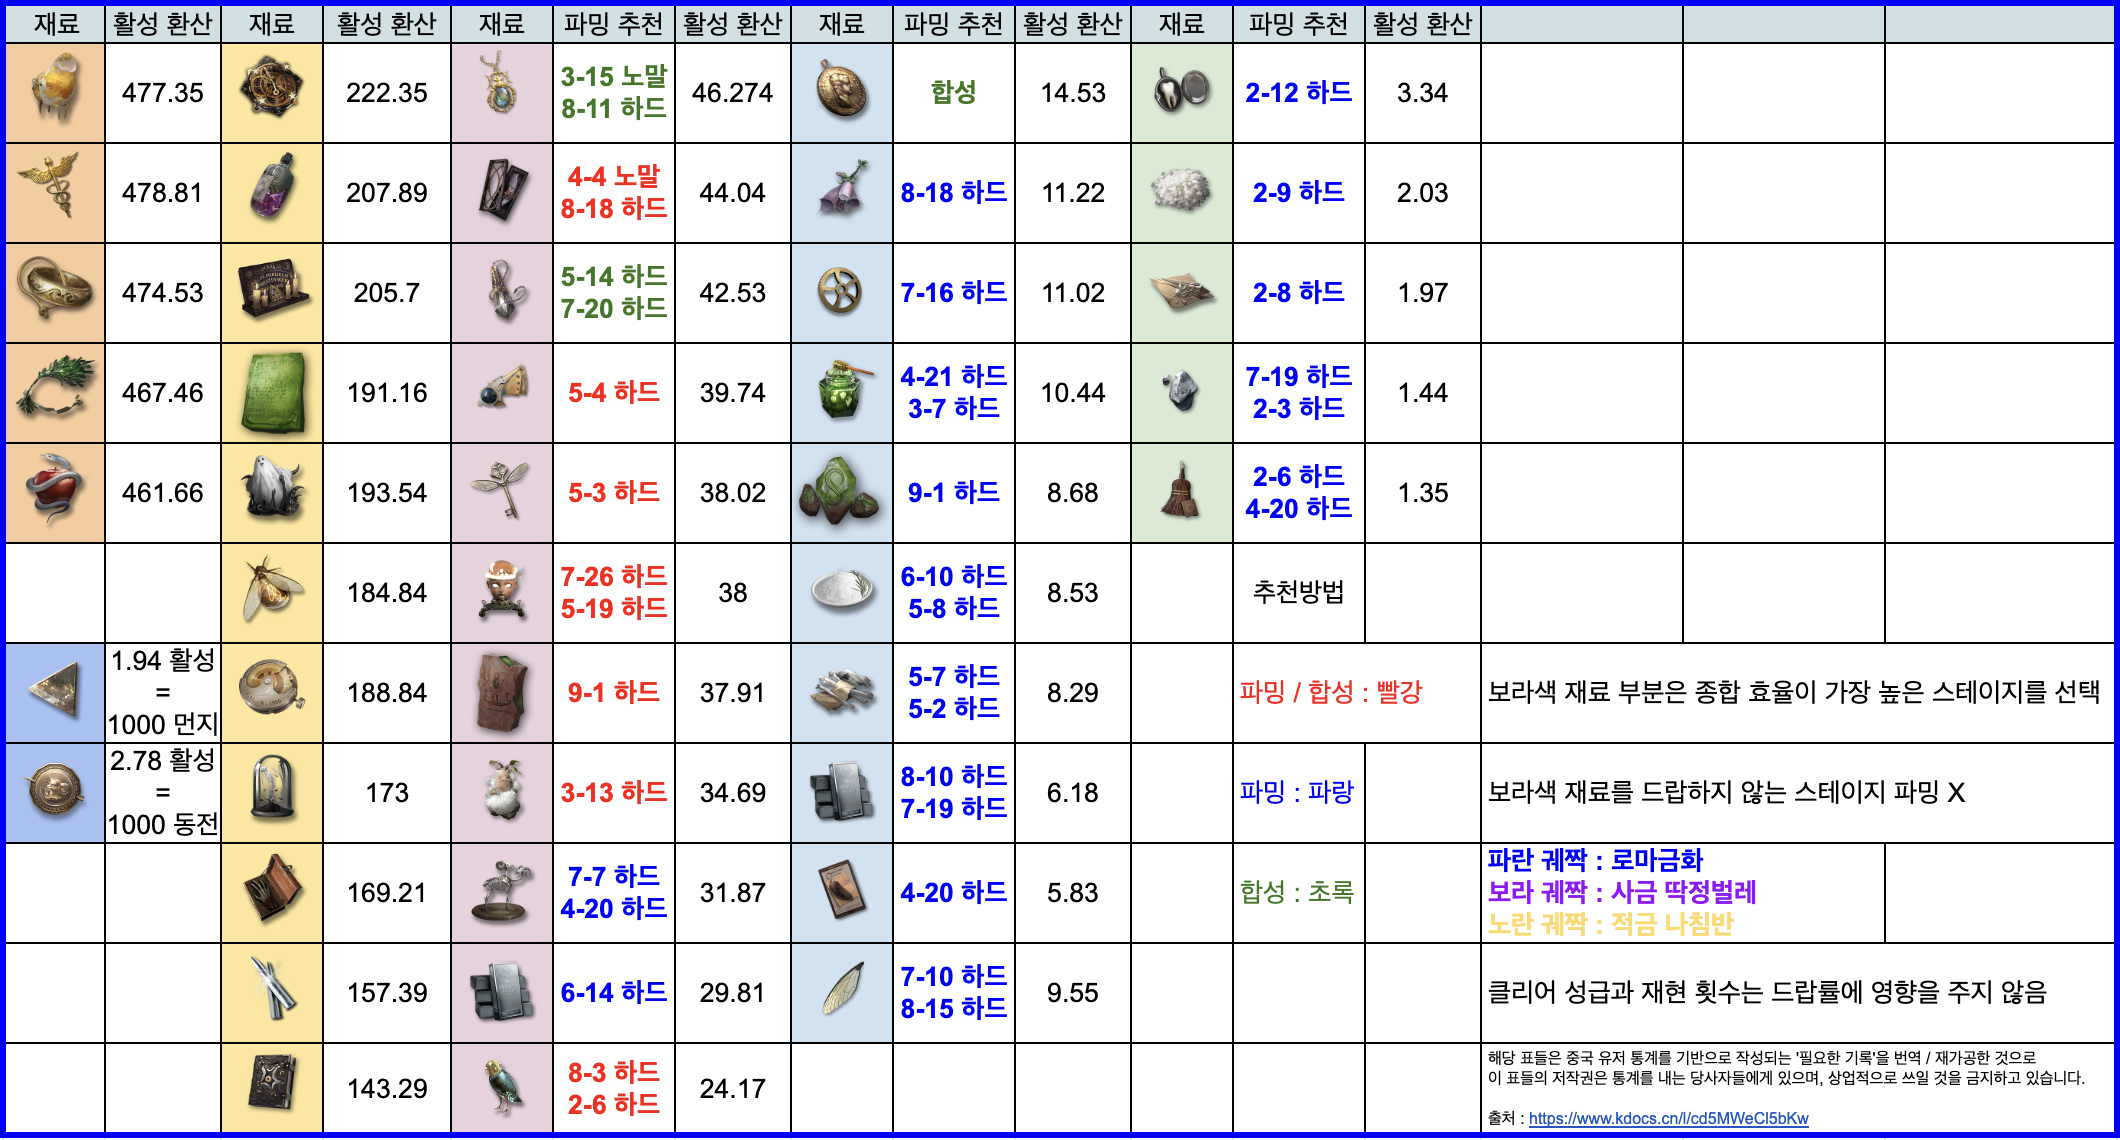 재료 활성 환산 재료 활성 환산 재료 파밍 추천 활성 환산 재료 파밍 추천 활성 환산 재료 파밍 추천 활성 환산
477.35 222.35 3-15 노말 46.274 합성 14.53 2-12 하드 3.34
8-11 하드
478.81 207.89 4-4 노말 44.04 8-18 하드 11.22 2-9 하드 2.03
8-18 하드
474.53 205.7 5-14 하드 42.53 7-16 하드 11.02 2-8 하드 1.97
7-20 하드
467.46 191.16 5-4 하드 39.74 4-21 하드 10.44 7-19 하드 1.44
3-7 하드 2-3 하드
461.66 193.54 5-3 하드 38.02 9-1 하드 8.68 2-6 하드 1.35
4-20 하드
184.84 7-26 하드 38 6-10 하드 8.53 추천방법
5-19 하드 5-8 하드
1.94 활성 188.84 9-1 하드 37.91 5-7 하드 8.29 파밍 / 합성 : 빨강 보라색 재료 부분은 종합 효율이 가장 높은 스테이지를 선택
= 5-2 하드
1000 먼지
2.78 활성 173 3-13 하드 34.69 8-10 하드 6.18 파밍 : 파랑 보라색 재료를 드랍하지 않는 스테이지 파밍 X
= 7-19 하드
1000 동전
169.21 7-7 하드 31.87 4-20 하드 5.83 합성 : 초록 파란 궤짝 : 로마금화
4-20 하드 보라 궤짝 : 사금 딱정벌레
노란 궤짝 : 적금 나침반
157.39 6-14 하드 29.81 7-10 하드 9.55 클리어 성급과 재현 횟수는 드랍률에 영향을 주지 않음
8-15 하드
143.29 8-3 하드 24.17 해당 표들은 중국 유저 통계를 기반으로 작성되는 '필요한 기록'을 번역 / 재가공한 것으로
2-6 하드 이 표들의 저작권은 통계를 내는 당사자들에게 있으며, 상업적으로 쓰일 것을 금지하고 있습니다.
출처 : https://www.kdocs.cn/l/cd5MWeCl5bKw